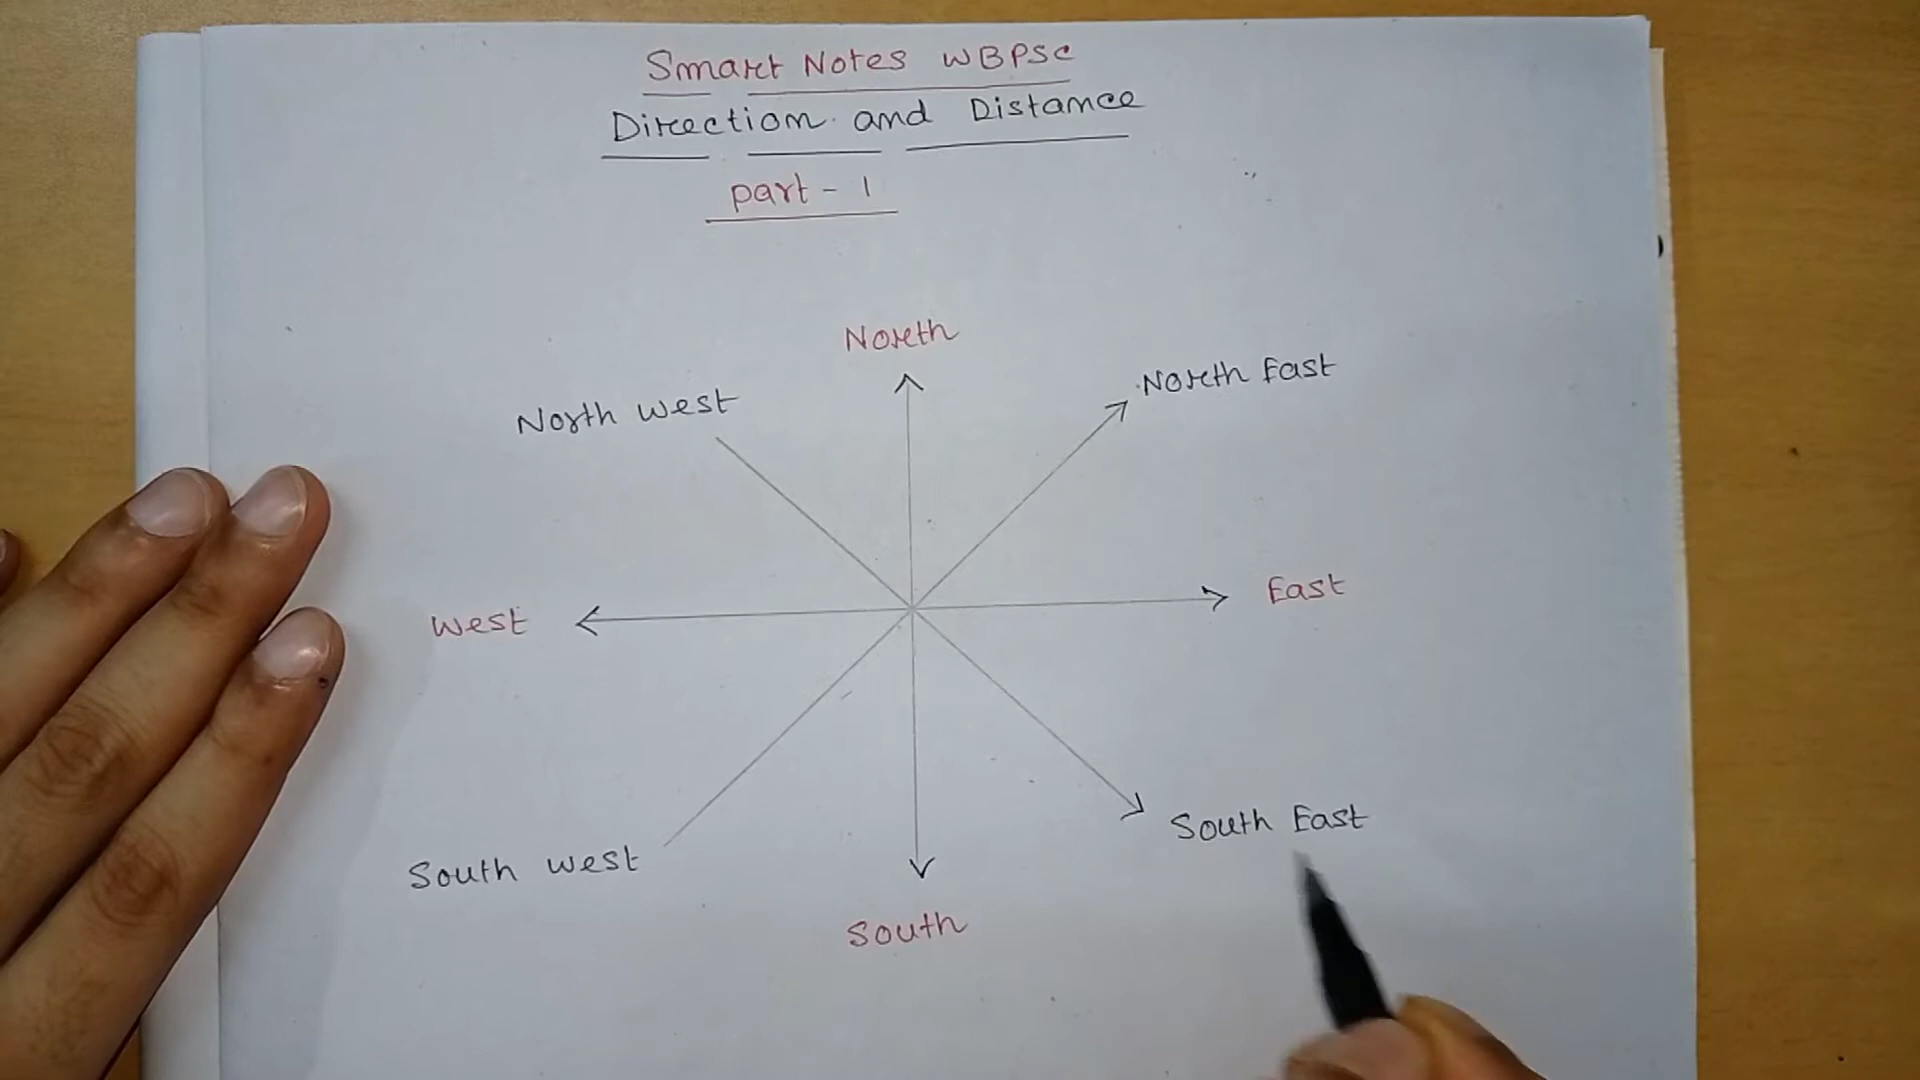 Smart Notes WBPSC
Direction and Distance
part - 1
North
North East
North west
East
west
South East
South west
South